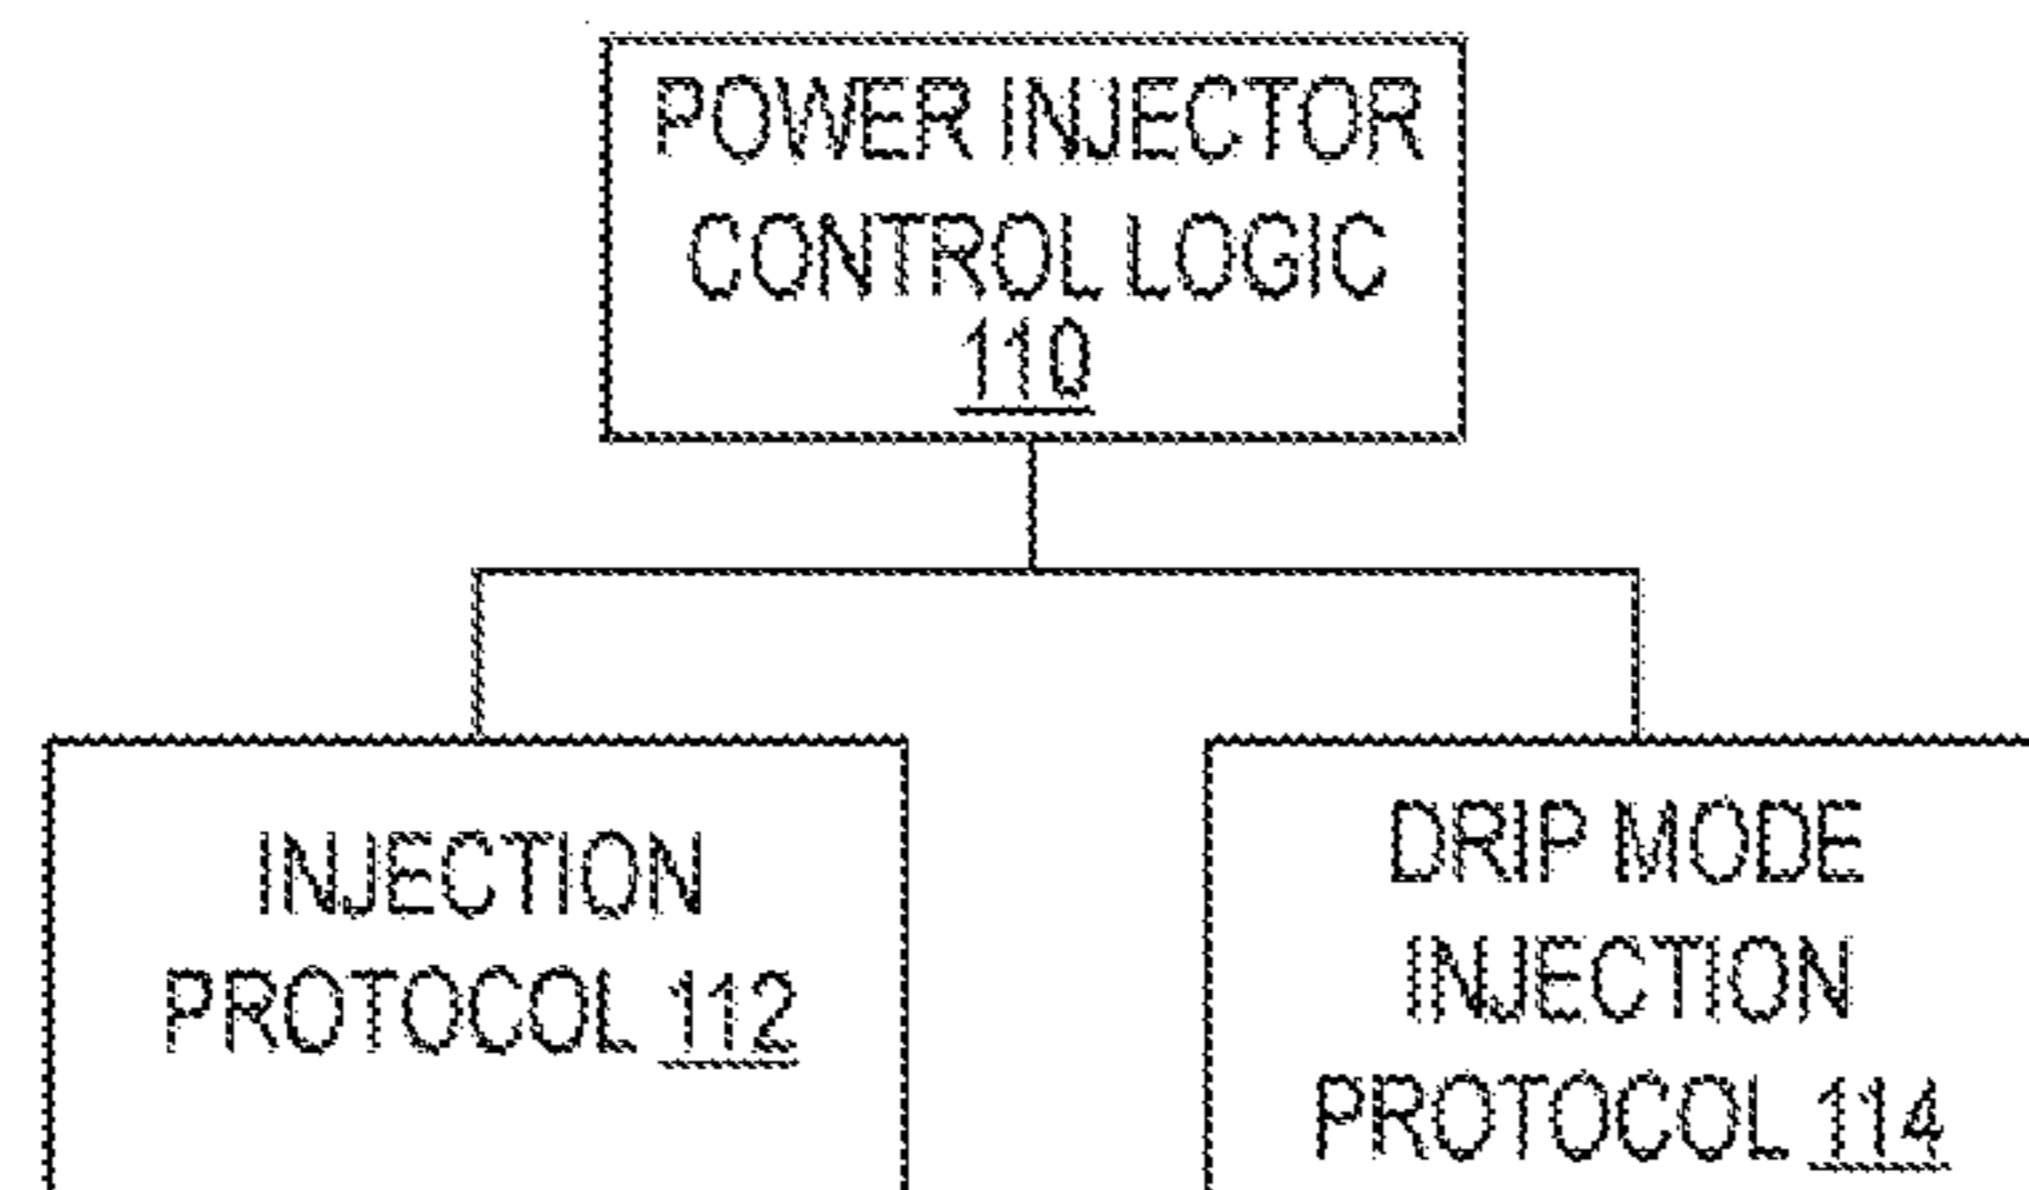 POWER INJECTOR
CONTROL LOGIC
110
INJECTION
PROTOCOL 112
DRIP MODE
INJECTION
PROTOCOL 114